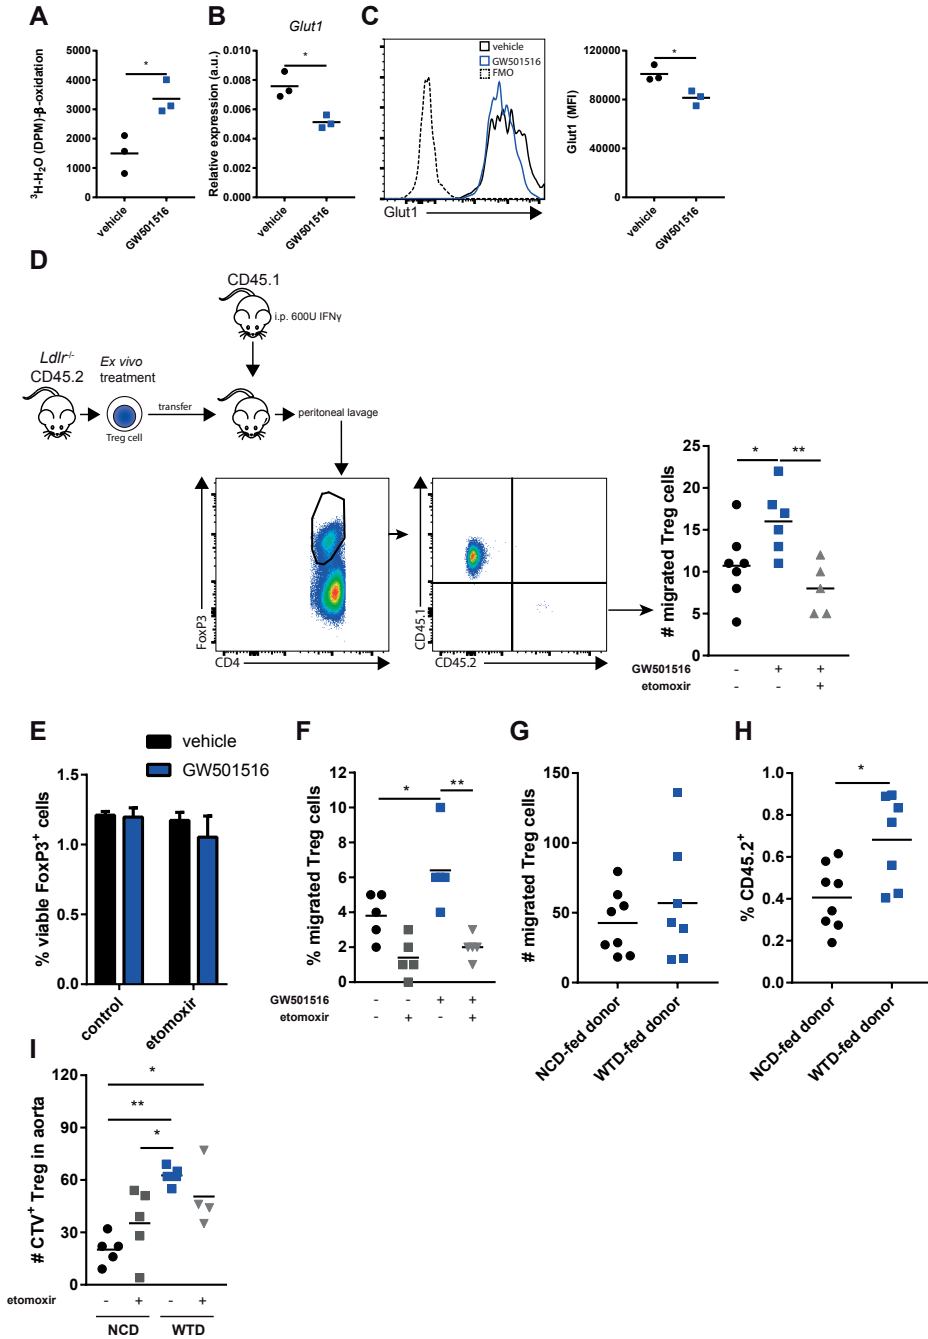 A
³H-H₂O (DPM)-β-oxidation
5000
4000
3000
2000
1000
0
*
vehicle
GW501516
B
Glut1
Relative expression (a.u.)
0.010
0.008
0.006
0.004
0.002
0.000
*
vehicle
GW501516
C
vehicle
GW501516
FMO
Glut1
Glut1 (MFI)
120000
80000
40000
0
*
vehicle
GW501516
D
CD45.1
i.p. 600U IFNγ
Ldlr-/-
CD45.2
Ex vivo
treatment
Treg cell
transfer
peritoneal lavage
FoxP3
CD4
CD45.1
CD45.2
# migrated Treg cells
25
20
15
10
5
0
* **
GW501516 - + +
etomoxir - - +
E
vehicle
GW501516
% viable FoxP3⁺ cells
1.5
1.0
0.5
0.0
control
etomoxir
F
% migrated Treg cells
12
10
8
6
4
2
0
* **
GW501516 - - + +
etomoxir - + - +
G
# migrated Treg cells
150
100
50
0
NCD-fed donor
WTD-fed donor
H
% CD45.2⁺
1.0
0.8
0.6
0.4
0.2
0.0
*
NCD-fed donor
WTD-fed donor
I
# CTV⁺ Treg in aorta
120
90
60
30
0
*
**
*
etomoxir - + - +
NCD WTD